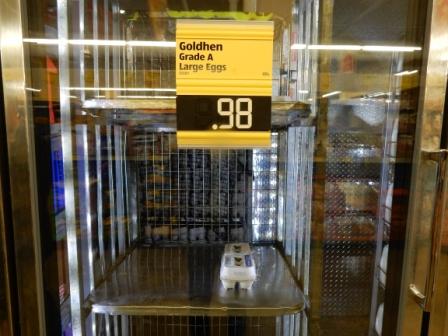 Goldhen
Grade A
Large Eggs
.98